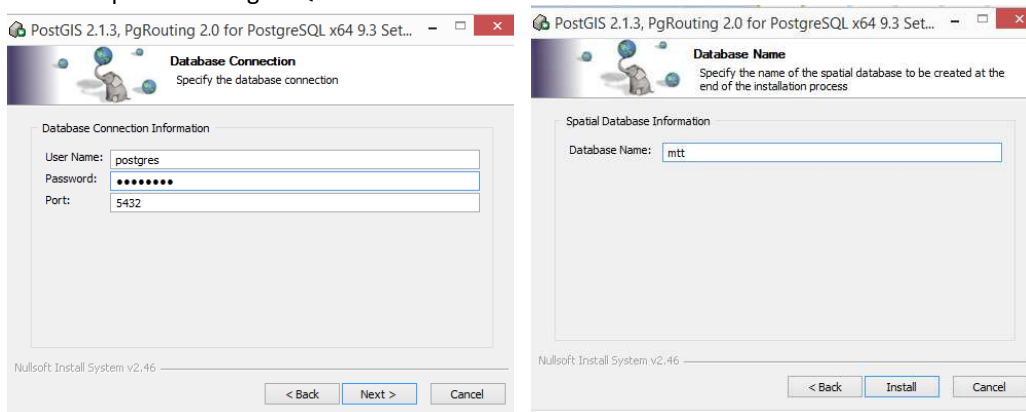 PostGIS 2.1.3, PgRouting 2.0 for PostgreSQL x64 9.3 Set...
Database Connection
Specify the database connection
Database Connection Information
User Name: postgres
Password: ••••••••
Port: 5432
Nullsoft Install System v2.46
< Back Next > Cancel
PostGIS 2.1.3, PgRouting 2.0 for PostgreSQL x64 9.3 Set...
Database Name
Specify the name of the spatial database to be created at the
end of the installation process
Spatial Database Information
Database Name: mtt
Nullsoft Install System v2.46
< Back Install Cancel